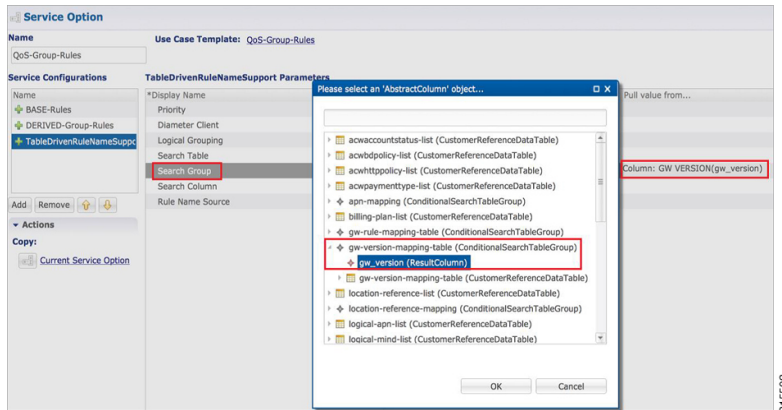 Service Option
Name
Use Case Template: QoS-Group-Rules
QoS-Group-Rules
Service Configurations
TableDrivenRuleNameSupport Parameters
Name
BASE-Rules
DERIVED-Group-Rules
TableDrivenRuleNameSuppo
Add Remove
Actions
Copy:
Current Service Option
*Display Name
Priority
Diameter Client
Logical Grouping
Search Table
Search Group
Search Column
Rule Name Source
Pull value from...
Column: GW VERSION(gw_version)
Please select an 'AbstractColumn' object...
acwaccountstatus-list (CustomerReferenceDataTable)
acwbdpolicy-list (CustomerReferenceDataTable)
acwhttppolicy-list (CustomerReferenceDataTable)
acwpaymenttype-list (CustomerReferenceDataTable)
apn-mapping (ConditionalSearchTableGroup)
billing-plan-list (CustomerReferenceDataTable)
gw-rule-mapping-table (ConditionalSearchTableGroup)
gw-version-mapping-table (ConditionalSearchTableGroup)
gw_version (ResultColumn)
gw-version-mapping-table (CustomerReferenceDataTable)
location-reference-list (CustomerReferenceDataTable)
location-reference-mapping (ConditionalSearchTableGroup)
logical-apn-list (CustomerReferenceDataTable)
logical-mind-list (CustomerReferenceDataTable)
OK Cancel